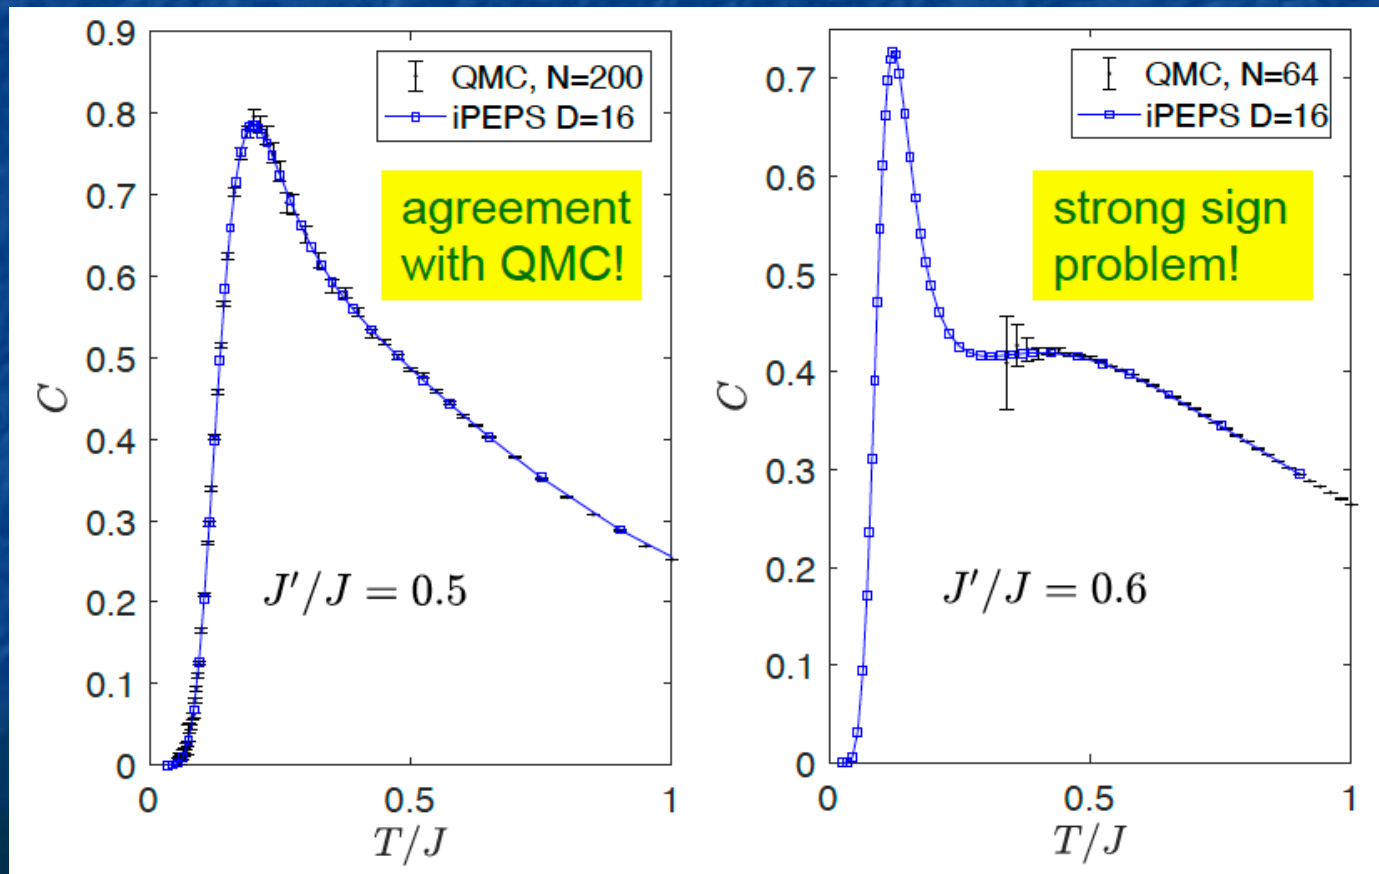 0.9
0.8
0.7
0.6
0.5
0.4
0.3
0.2
0.1
0
C
QMC, N=200
iPEPS D=16
agreement
with QMC!
J′/J = 0.5
0
0.5
1
T/J
0.7
0.6
0.5
0.4
0.3
0.2
0.1
0
C
QMC, N=64
iPEPS D=16
strong sign
problem!
J′/J = 0.6
0
0.5
1
T/J